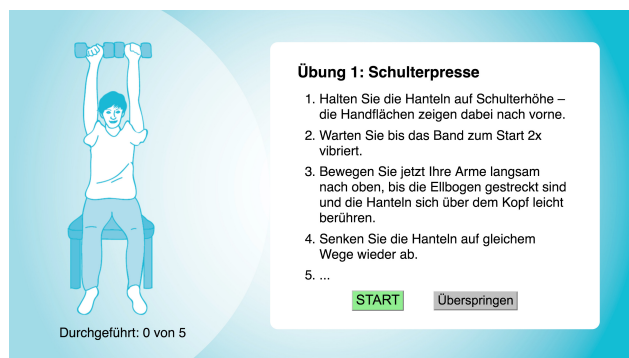 Übung 1: Schulterpresse
1. Halten Sie die Hanteln auf Schulterhöhe –
die Handflächen zeigen dabei nach vorne.
2. Warten Sie bis das Band zum Start 2x
vibriert.
3. Bewegen Sie jetzt Ihre Arme langsam
nach oben, bis die Ellbogen gestreckt sind
und die Hanteln sich über dem Kopf leicht
berühren.
4. Senken Sie die Hanteln auf gleichem
Wege wieder ab.
5. ...
START
Überspringen
Durchgeführt: 0 von 5